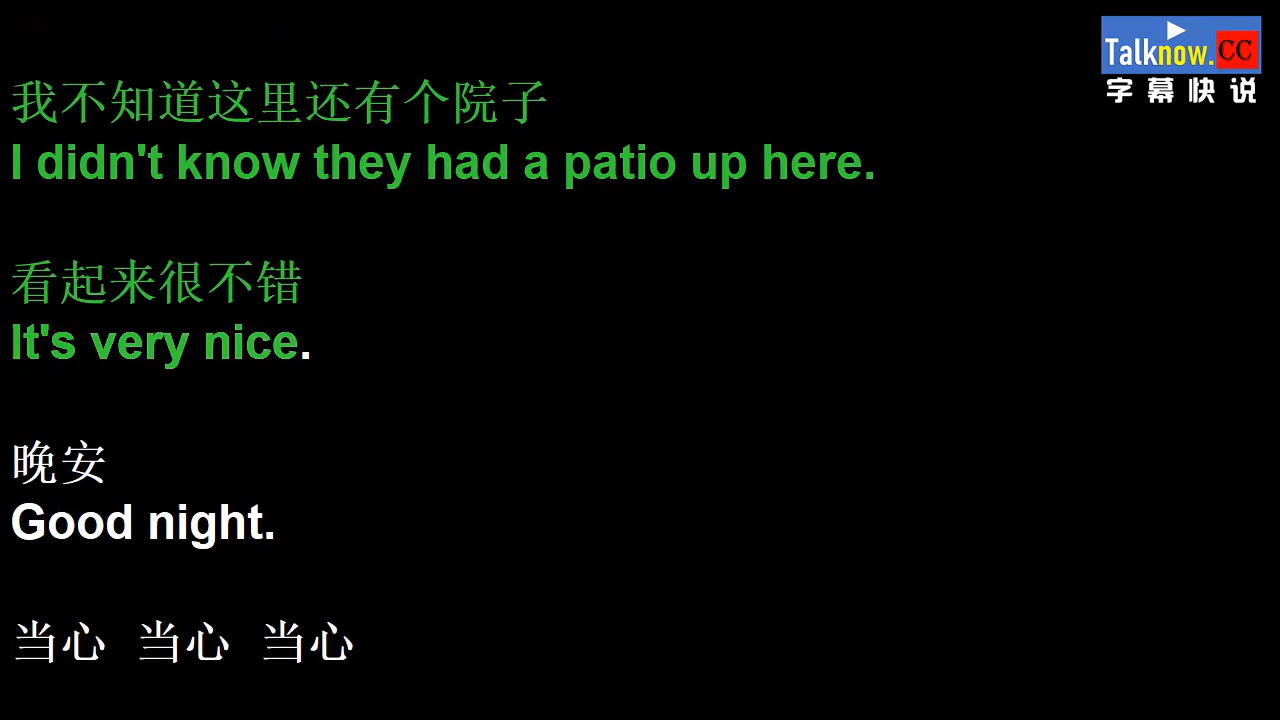 Talknow.CC
字幕快说
我不知道这里还有个院子
I didn't know they had a patio up here.
看起来很不错
It's very nice.
晚安
Good night.
当心 当心 当心